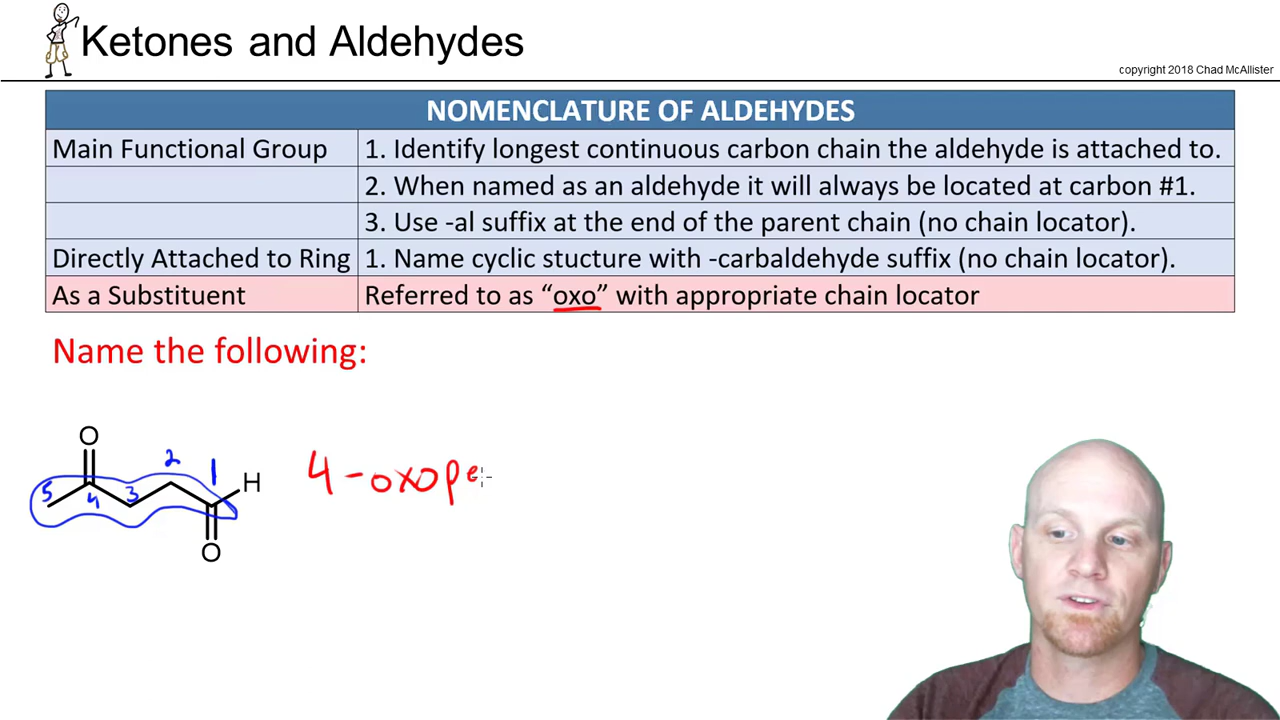 Ketones and Aldehydes
copyright 2018 Chad McAllister
NOMENCLATURE OF ALDEHYDES
Main Functional Group 1. Identify longest continuous carbon chain the aldehyde is attached to.
2. When named as an aldehyde it will always be located at carbon #1.
3. Use -al suffix at the end of the parent chain (no chain locator).
Directly Attached to Ring 1. Name cyclic stucture with -carbaldehyde suffix (no chain locator).
As a Substituent Referred to as “oxo” with appropriate chain locator
Name the following:
O
5 4 3 2 1 H
O
4-oxope